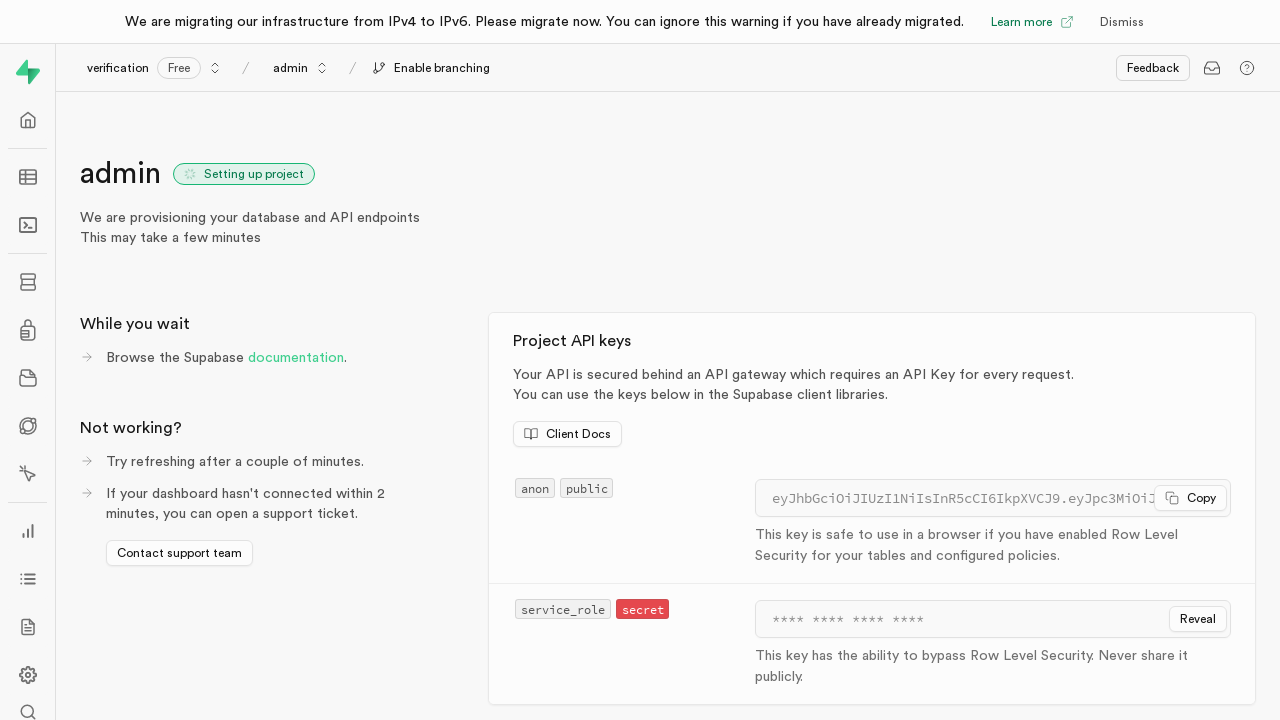 We are migrating our infrastructure from IPv4 to IPv6. Please migrate now. You can ignore this warning if you have already migrated. Learn more Dismiss
verification Free / admin / Enable branching Feedback
admin Setting up project
We are provisioning your database and API endpoints
This may take a few minutes
While you wait
Browse the Supabase documentation.
Not working?
Try refreshing after a couple of minutes.
If your dashboard hasn't connected within 2
minutes, you can open a support ticket.
Contact support team
Project API keys
Your API is secured behind an API gateway which requires an API Key for every request.
You can use the keys below in the Supabase client libraries.
Client Docs
anon public eyJhbGciOiJIUzI1NiIsInR5cCI6IkpXVCJ9.eyJpc3MiOiJ Copy
This key is safe to use in a browser if you have enabled Row Level
Security for your tables and configured policies.
service_role secret **** **** **** **** Reveal
This key has the ability to bypass Row Level Security. Never share it
publicly.